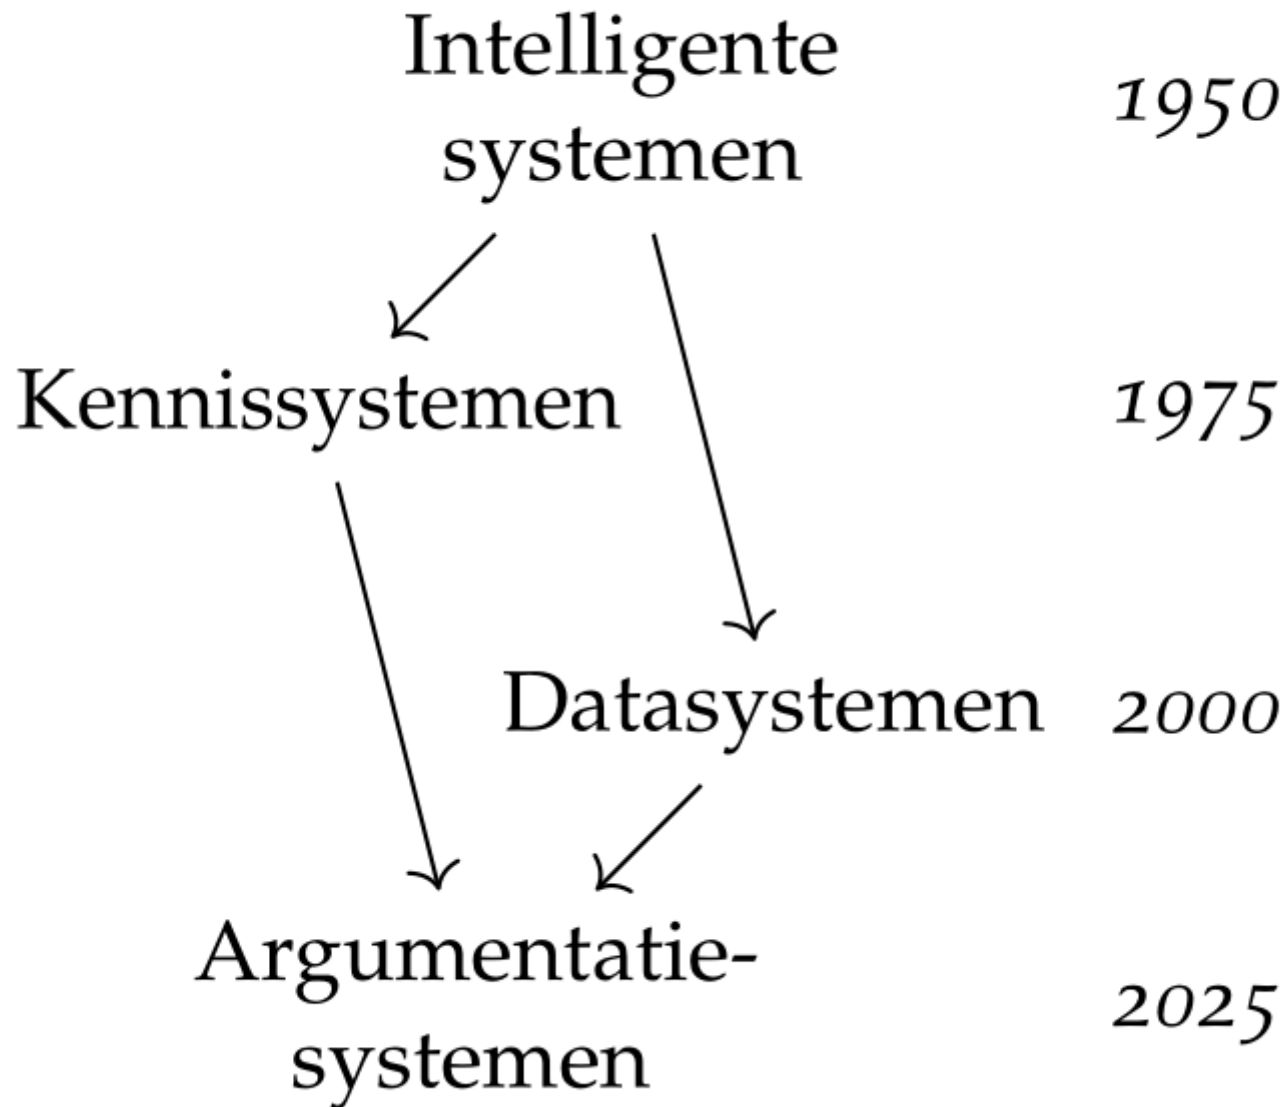 Intelligente
systemen
1950
Kennissystemen
1975
Datasystemen
2000
Argumentatie-
systemen
2025